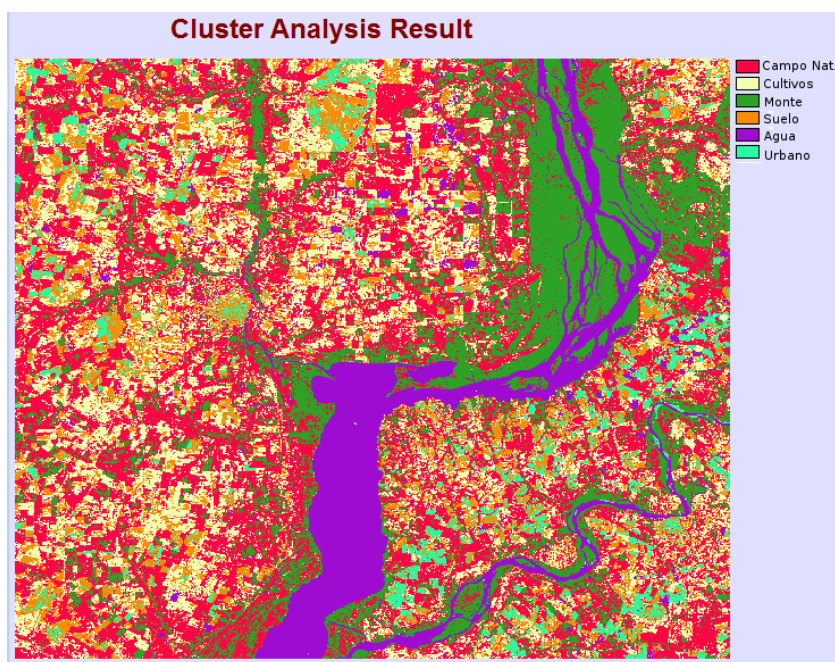 Cluster Analysis Result
Campo Nat.
Cultivos
Monte
Suelo
Agua
Urbano